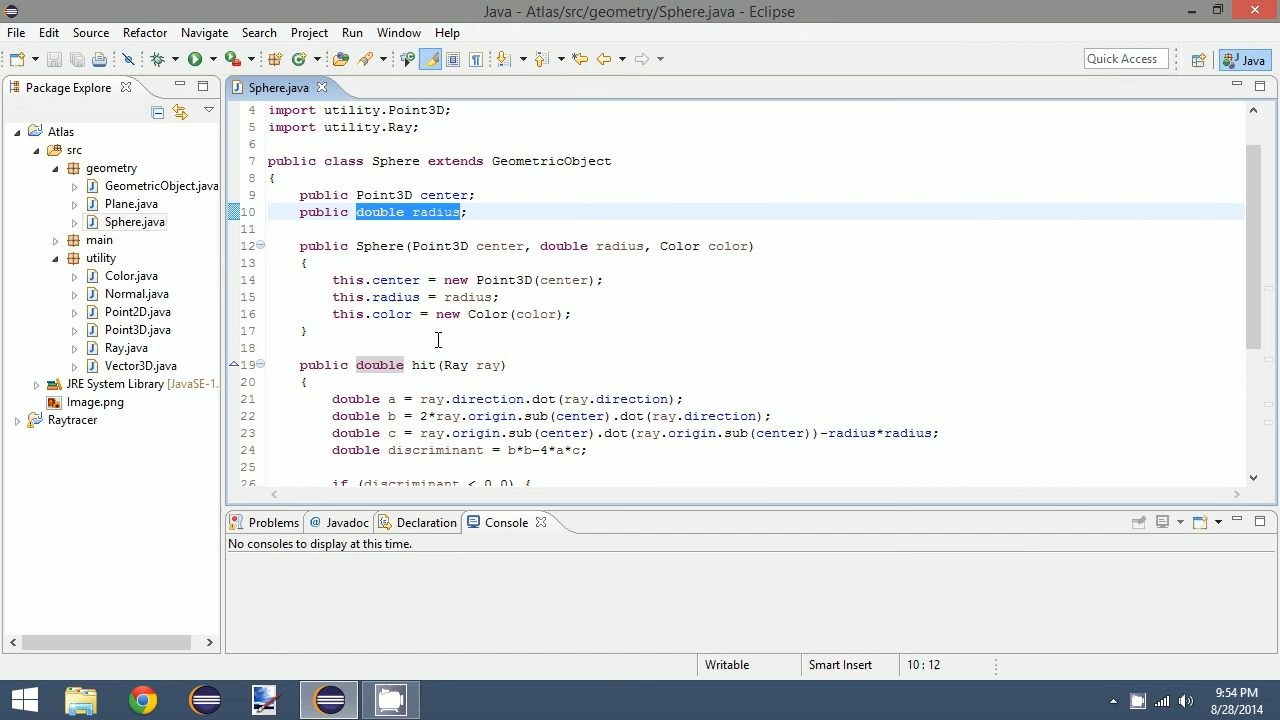 Java - Atlas/src/geometry/Sphere.java - Eclipse
File Edit Source Refactor Navigate Search Project Run Window Help
Quick Access
Java
Package Explorer
Atlas
src
geometry
GeometricObject.java
Plane.java
Sphere.java
main
utility
Color.java
Normal.java
Point2D.java
Point3D.java
Ray.java
Vector3D.java
JRE System Library [JavaSE-1.
Image.png
Raytracer
Sphere.java
4 import utility.Point3D;
5 import utility.Ray;
6
7 public class Sphere extends GeometricObject
8 {
9 public Point3D center;
10 public double radius;
11
12 public Sphere(Point3D center, double radius, Color color)
13 {
14 this.center = new Point3D(center);
15 this.radius = radius;
16 this.color = new Color(color);
17 }
18
19 public double hit(Ray ray)
20 {
21 double a = ray.direction.dot(ray.direction);
22 double b = 2*ray.origin.sub(center).dot(ray.direction);
23 double c = ray.origin.sub(center).dot(ray.origin.sub(center))-radius*radius;
24 double discriminant = b*b-4*a*c;
25
26 if (discriminant < 0.0) {
Problems @ Javadoc Declaration Console
No consoles to display at this time.
Writable Smart Insert 10 : 12
9:54 PM
8/28/2014